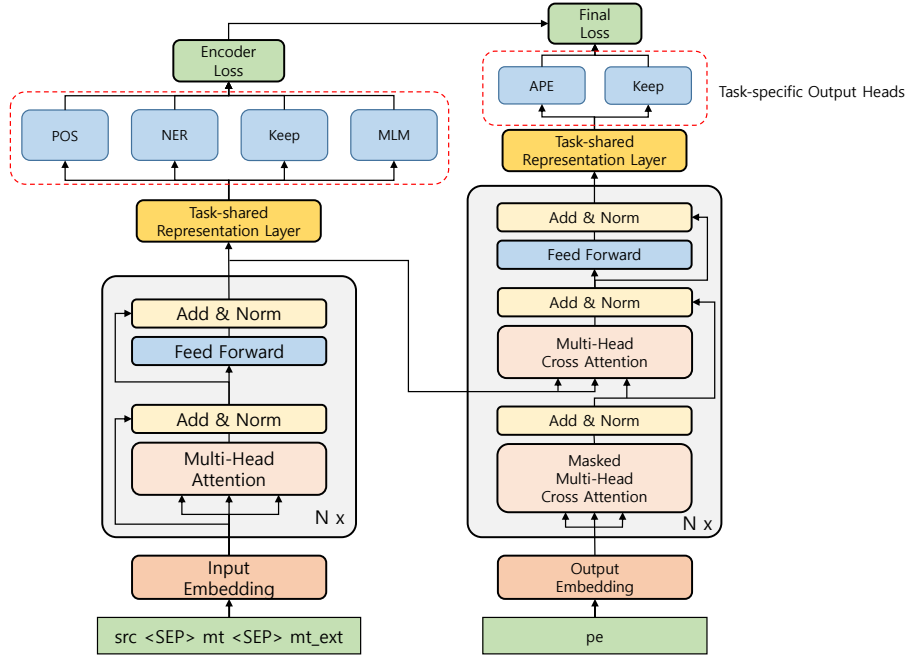 Final
Loss
Encoder
Loss
POS
NER
Keep
MLM
APE
Keep
Task-specific Output Heads
Task-shared
Representation Layer
Task-shared
Representation Layer
Add & Norm
Feed Forward
Add & Norm
Multi-Head
Attention
N x
Input
Embedding
src <SEP> mt <SEP> mt_ext
Add & Norm
Feed Forward
Add & Norm
Multi-Head
Cross Attention
Add & Norm
Masked
Multi-Head
Cross Attention
N x
Output
Embedding
pe